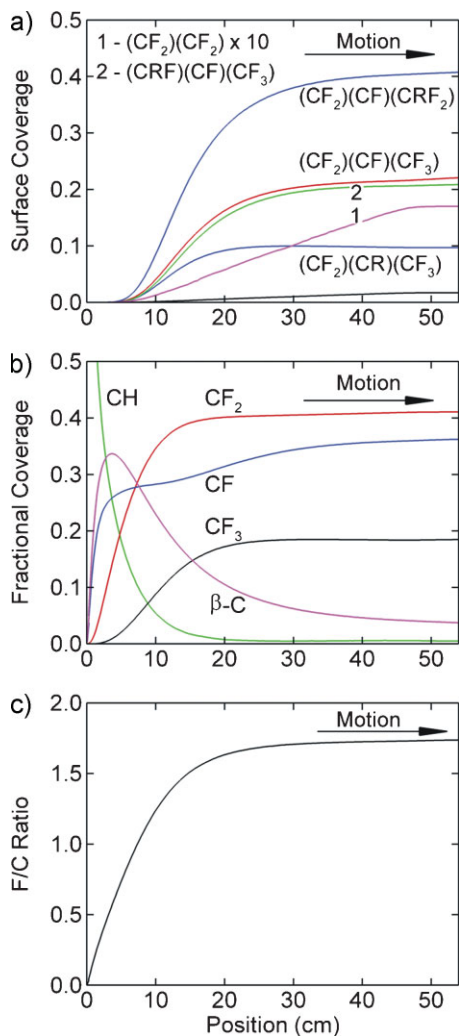 a)
1 - (CF₂)(CF₂) x 10
2 - (CRF)(CF)(CF₃)
Motion
(CF₂)(CF)(CRF₂)
(CF₂)(CF)(CF₃)
2
1
(CF₂)(CR)(CF₃)
Surface Coverage
0.5
0.4
0.3
0.2
0.1
0.0
0 10 20 30 40 50
b)
CH
CF₂
Motion
CF
CF₃
β-C
Fractional Coverage
0.5
0.4
0.3
0.2
0.1
0.0
0 10 20 30 40 50
c)
Motion
F/C Ratio
2.0
1.5
1.0
0.5
0.0
0 10 20 30 40 50
Position (cm)